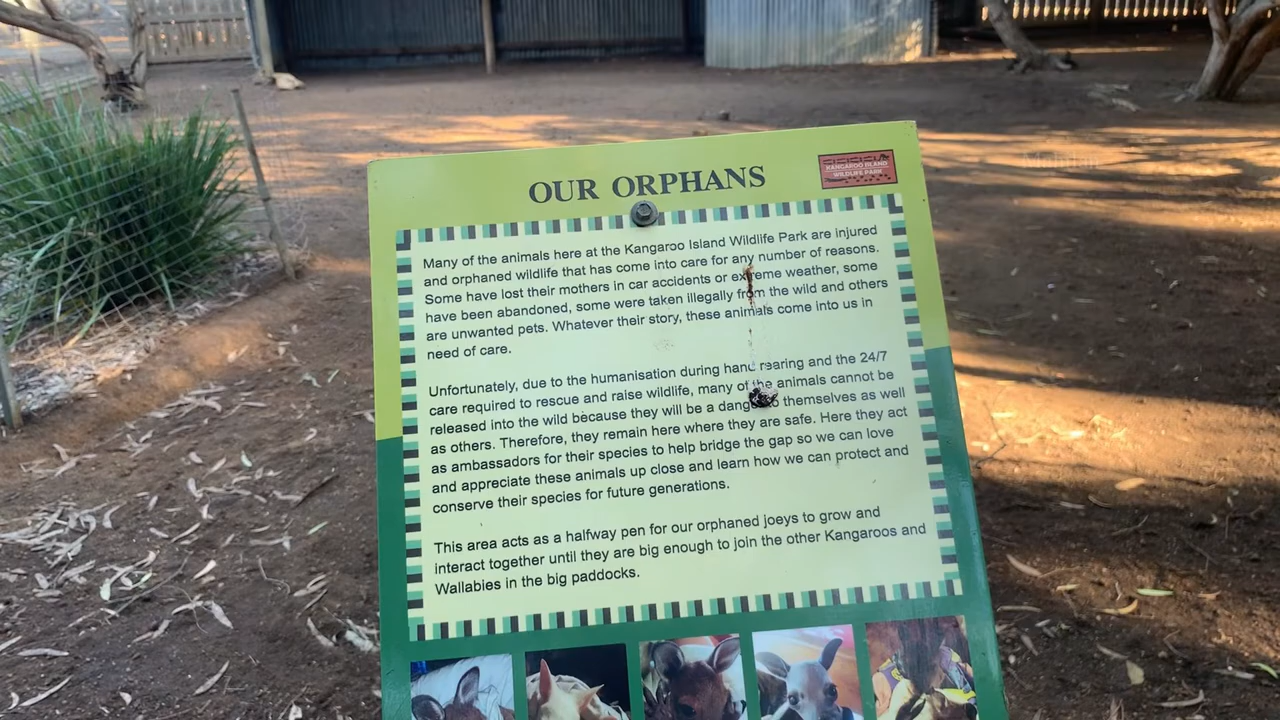 OUR ORPHANS
KANGAROO ISLAND
WILDLIFE PARK
Many of the animals here at the Kangaroo Island Wildlife Park are injured
and orphaned wildlife that has come into care for any number of reasons.
Some have lost their mothers in car accidents or extreme weather, some
have been abandoned, some were taken illegally from the wild and others
are unwanted pets. Whatever their story, these animals come into us in
need of care.
Unfortunately, due to the humanisation during hand rearing and the 24/7
care required to rescue and raise wildlife, many of the animals cannot be
released into the wild because they will be a themselves as well
as others. Therefore, they remain here where they are safe. Here they act
as ambassadors for their species to help bridge the gap so we can love
and appreciate these animals up close and learn how we can protect and
conserve their species for future generations.
This area acts as a halfway pen for our orphaned joeys to grow and
interact together until they are big enough to join the other Kangaroos and
Wallabies in the big paddocks.